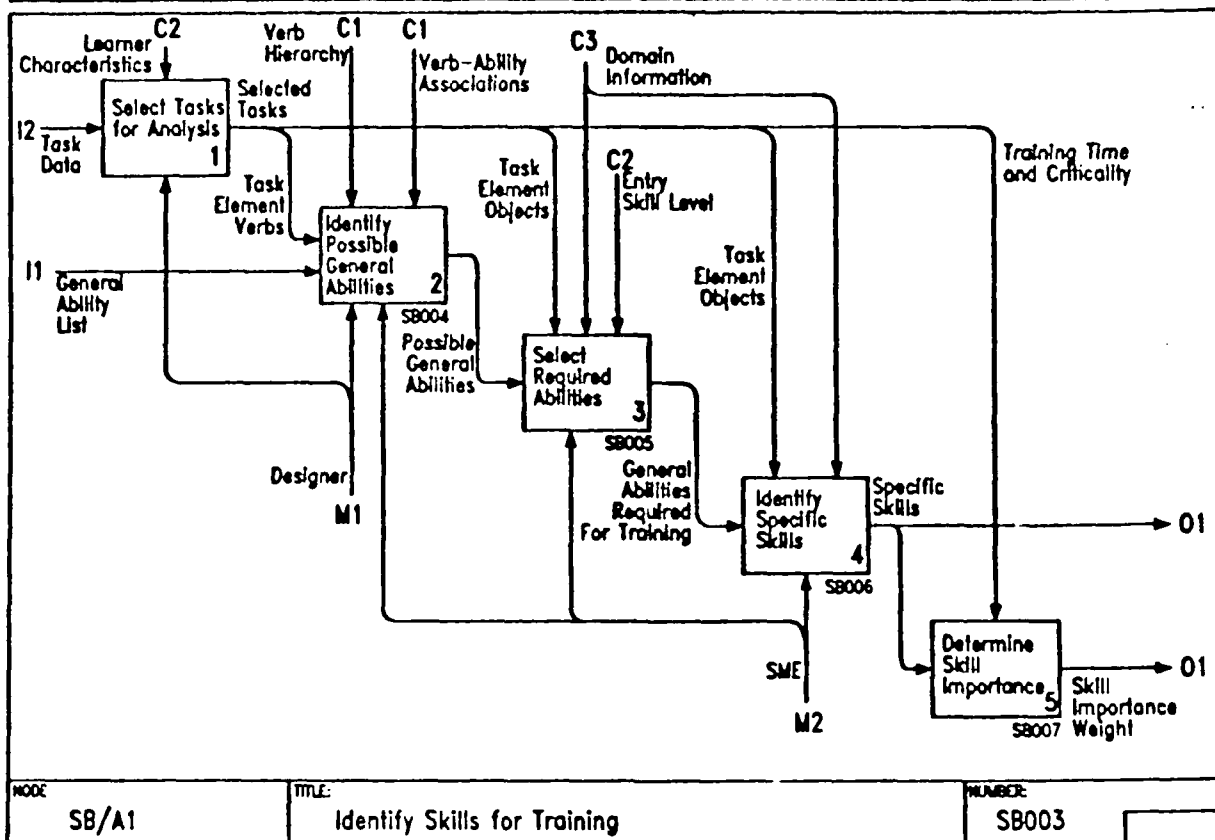 C2
Learner
Characteristics
Verb
Hierarchy
C1
C1
Verb-Ability
Associations
C3
Domain
Information
Select Tasks
for Analysis
1
Selected
Tasks
I2
Task
Data
Task
Element
Verbs
Task
Element
Objects
C2
Entry
Skill Level
Training Time
and Criticality
Identify
Possible
General
Abilities
2
SB004
I1
General
Ability
List
Task
Element
Objects
Possible
General
Abilities
Select
Required
Abilities
3
SB005
Designer
M1
General
Abilities
Required
For Training
Identify
Specific
Skills
4
SB006
Specific
Skills
O1
SME
M2
Determine
Skill
Importance
5
SB007
Skill
Importance
Weight
O1
NODE
SB/A1
TITLE:
Identify Skills for Training
NUMBER:
SB003